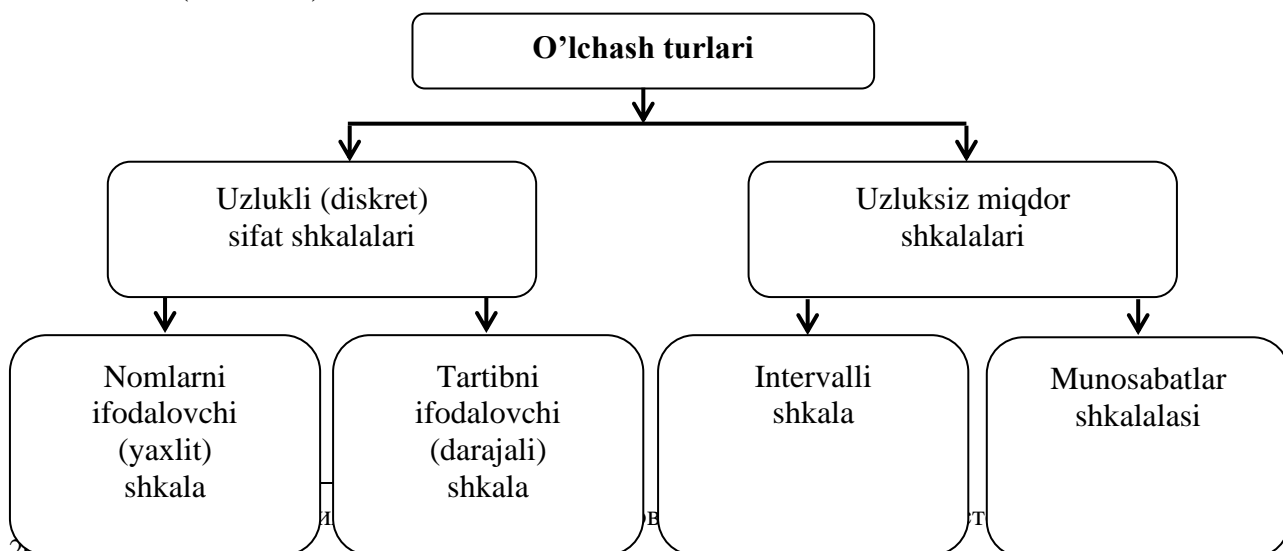 O’lchash turlari
Uzlukli (diskret)
sifat shkalalari
Uzluksiz miqdor
shkalalari
Nomlarni
ifodalovchi
(yaxlit)
shkala
Tartibni
ifodalovchi
(darajali)
shkala
Intervalli
shkala
Munosabatlar
shkalalasi